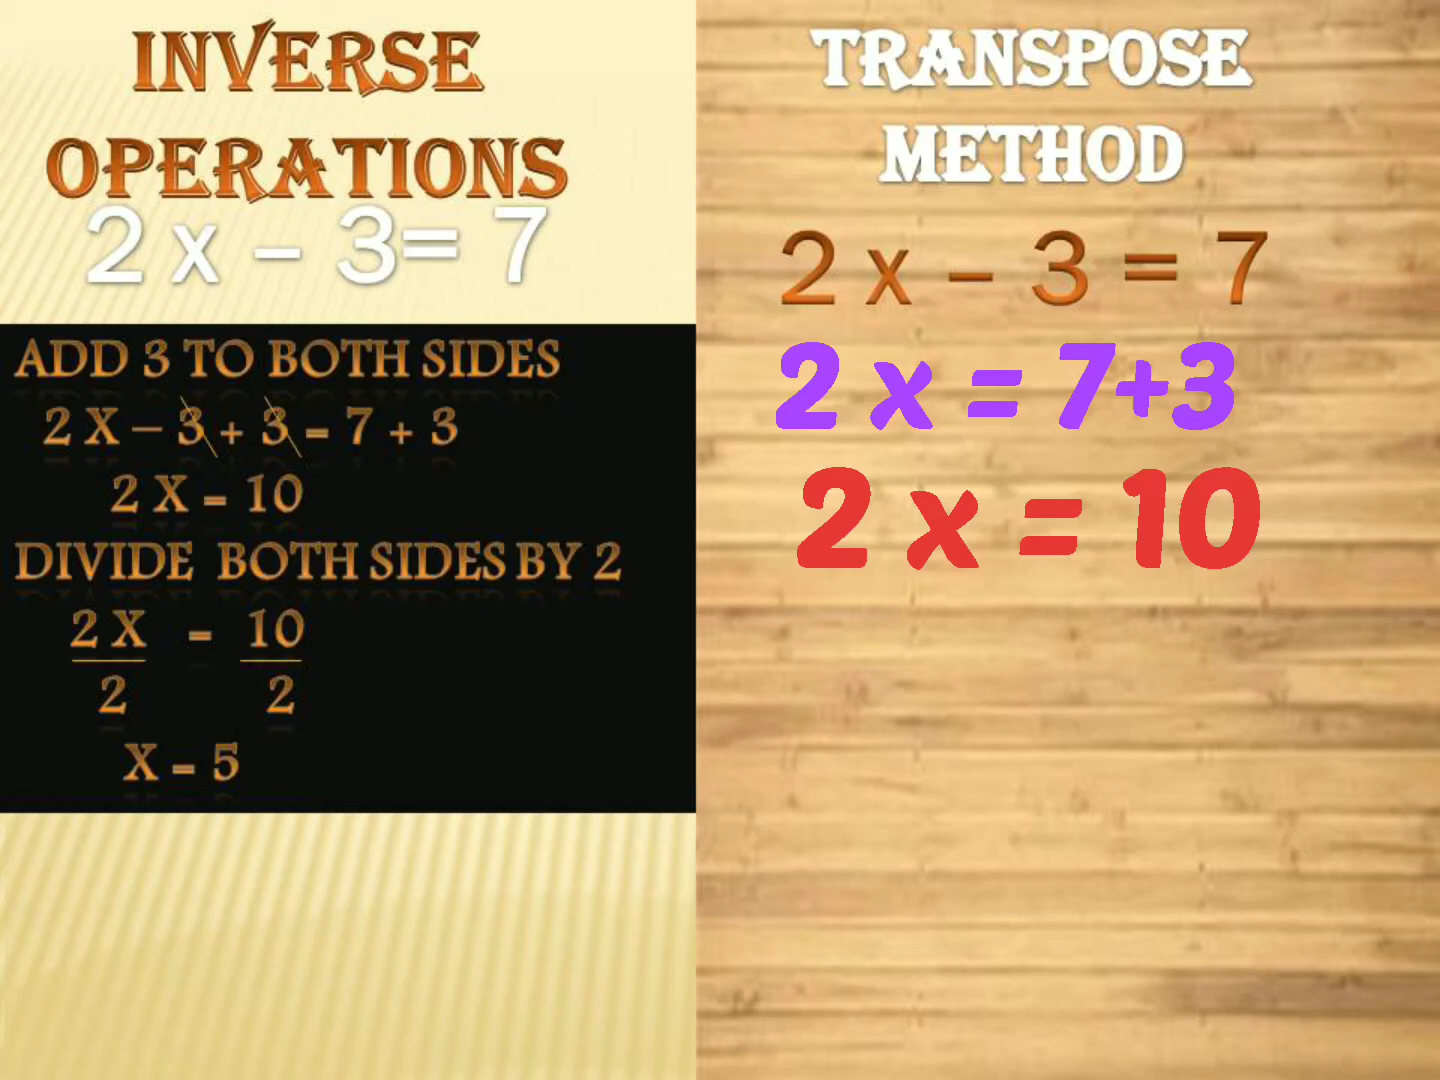 INVERSE
OPERATIONS
2 x – 3= 7
ADD 3 TO BOTH SIDES
2 X – 3 + 3 = 7 + 3
2 X = 10
DIVIDE BOTH SIDES BY 2
2 X = 10
2 2
X = 5
TRANSPOSE
METHOD
2 x – 3 = 7
2 x = 7+3
2 x = 10